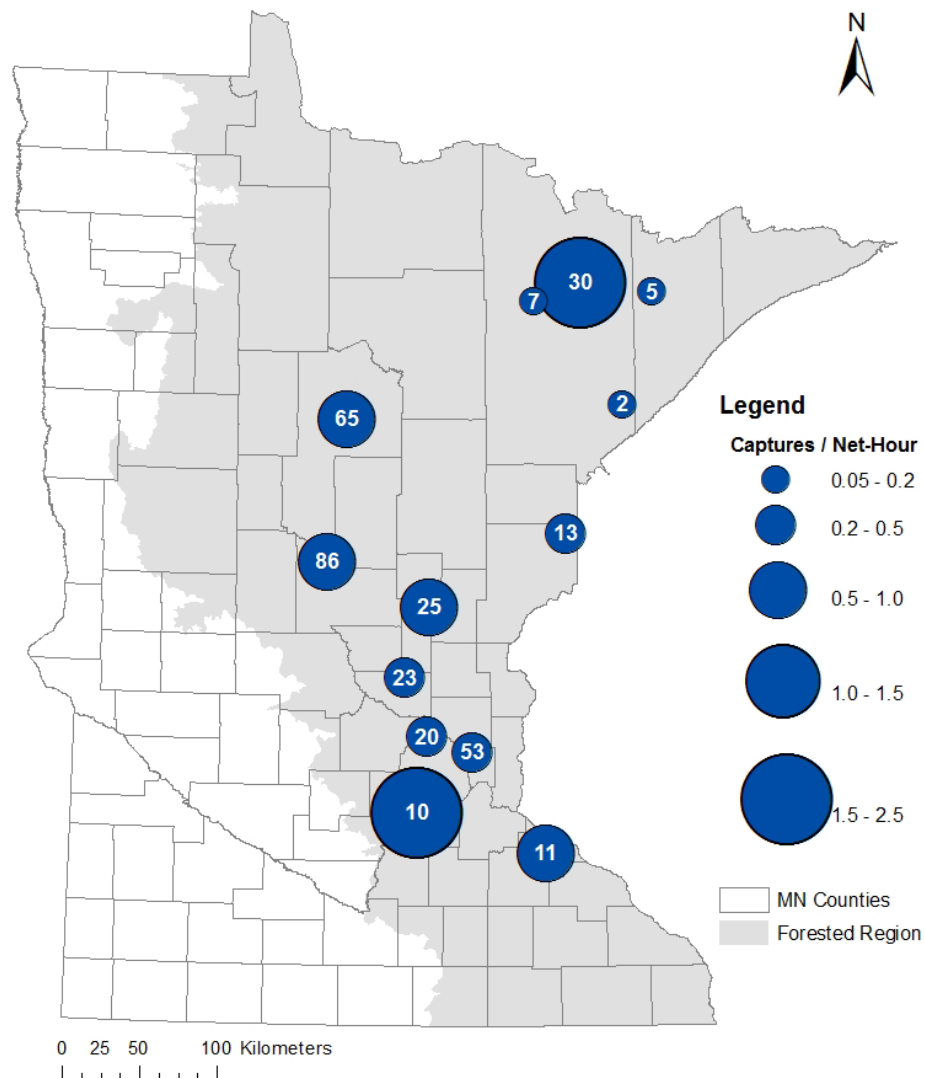 N
30
7
5
65
2
Legend
Captures / Net-Hour
0.05 - 0.2
0.2 - 0.5
13
86
0.5 - 1.0
25
23
1.0 - 1.5
20
53
10
1.5 - 2.5
11
MN Counties
Forested Region
0 25 50 100 Kilometers